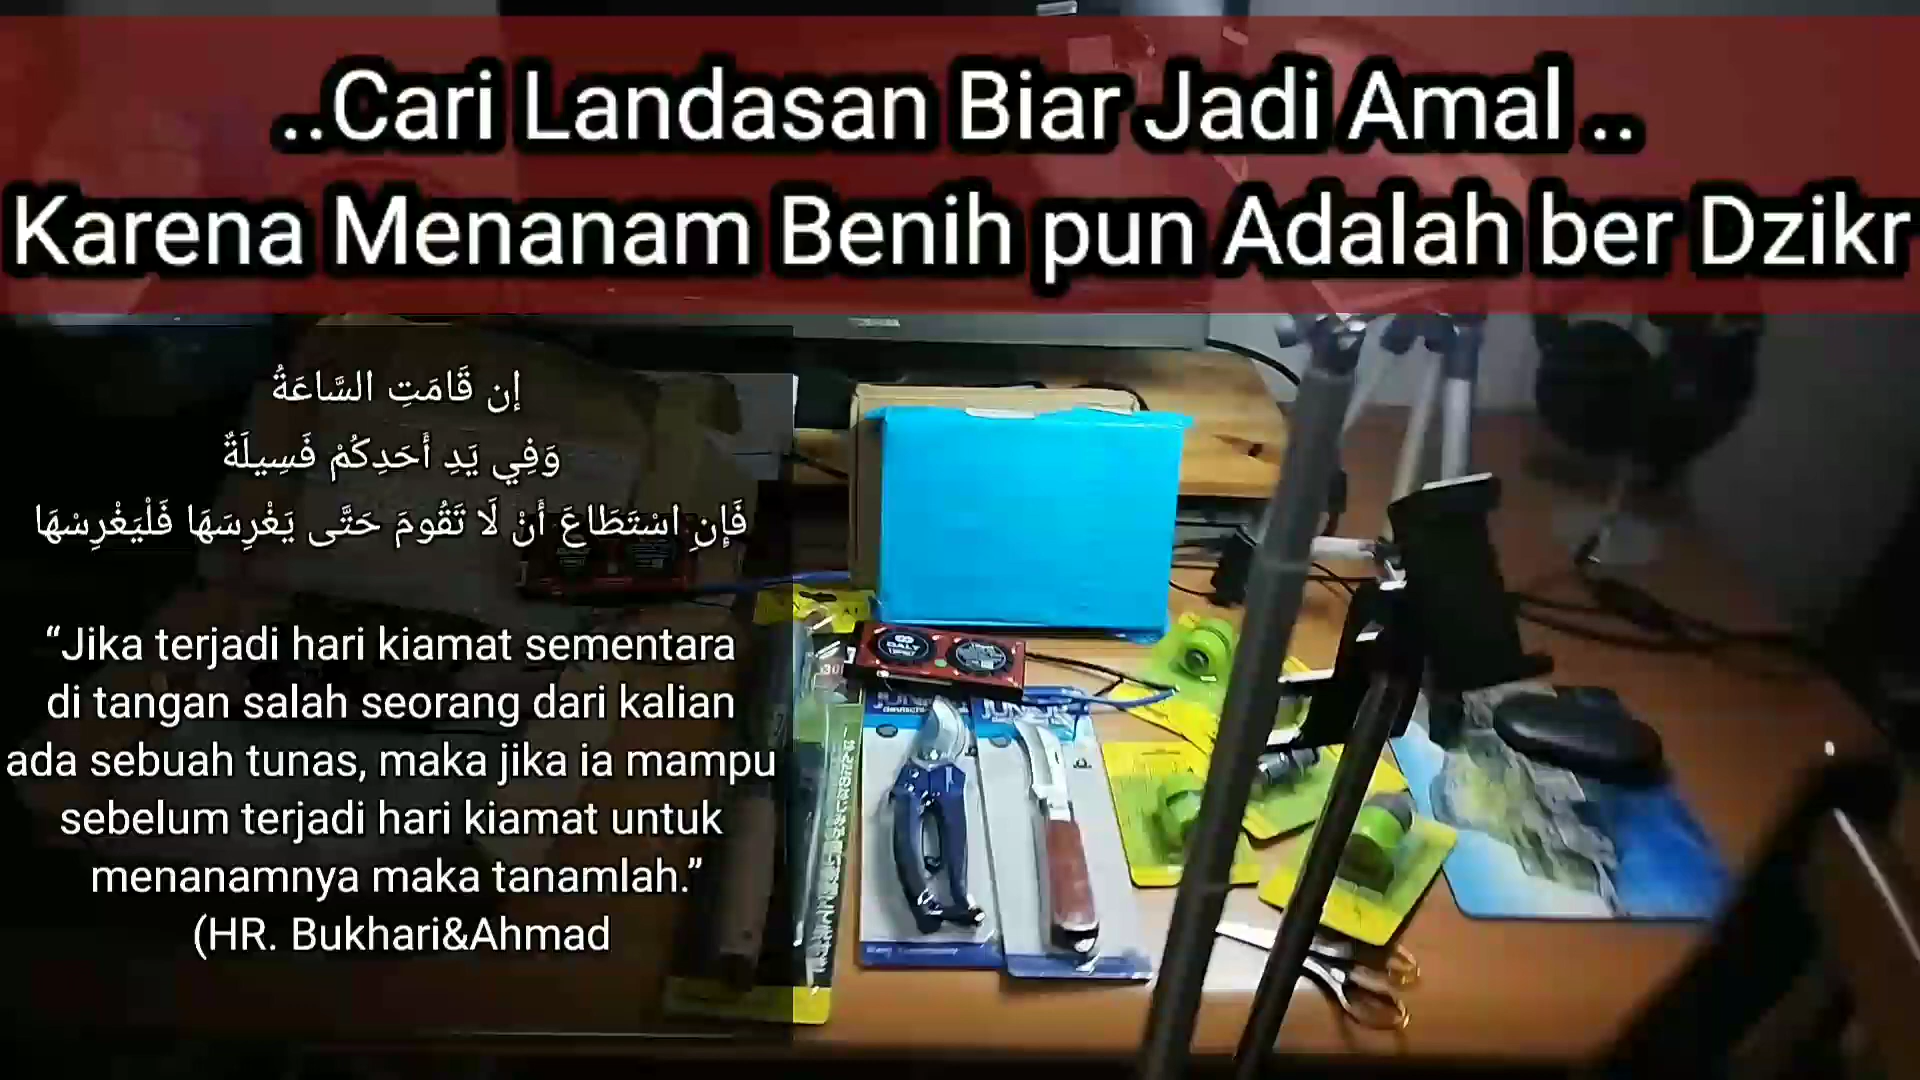 ..Cari Landasan Biar Jadi Amal ..
Karena Menanam Benih pun Adalah ber Dzikr
إن قَامَتِ السَّاعَةُ
وَفِي يَدِ أَحَدِكُمْ فَسِيلَةٌ
فَإِنِ اسْتَطَاعَ أَنْ لَا تَقُومَ حَتَّى يَغْرِسَهَا فَلْيَغْرِسْهَا
“Jika terjadi hari kiamat sementara
di tangan salah seorang dari kalian
ada sebuah tunas, maka jika ia mampu
sebelum terjadi hari kiamat untuk
menanamnya maka tanamlah.”
(HR. Bukhari&Ahmad
DALY